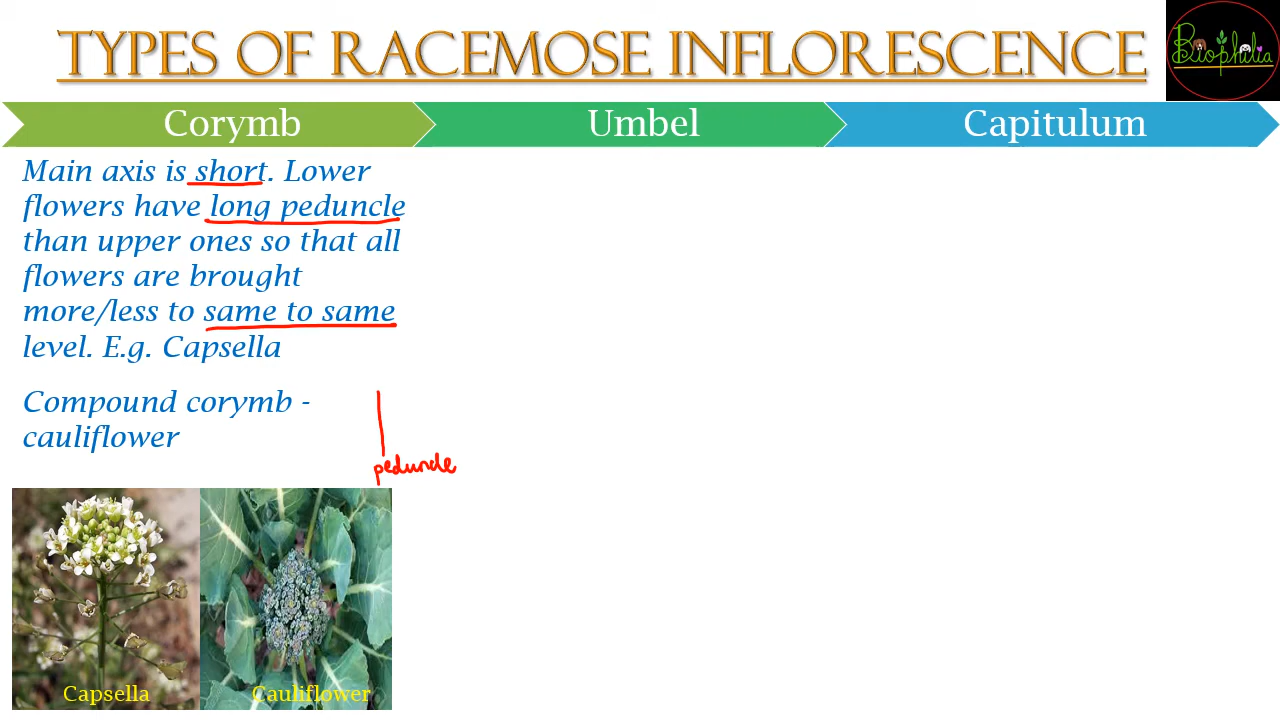 TYPES OF RACEMOSE INFLORESCENCE
Biophilia
Corymb
Umbel
Capitulum
Main axis is short. Lower
flowers have long peduncle
than upper ones so that all
flowers are brought
more/less to same to same
level. E.g. Capsella
Compound corymb -
cauliflower
peduncle
Capsella
Cauliflower